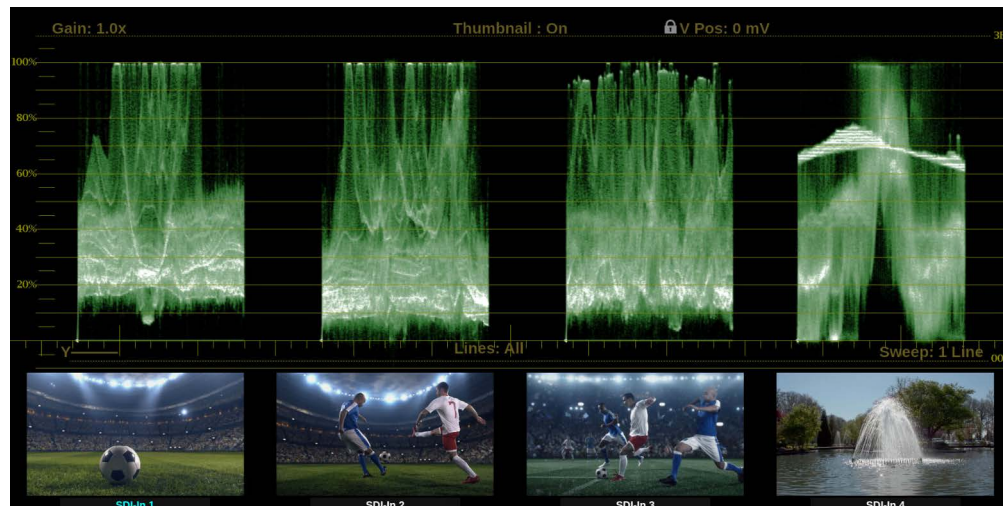 Gain: 1.0x Thumbnail : On V Pos: 0 mV
100%
80%
60%
40%
20%
Y Lines: All Sweep: 1 Line
7
SDI-In 1 SDI-In 2 SDI-In 3 SDI-In 4